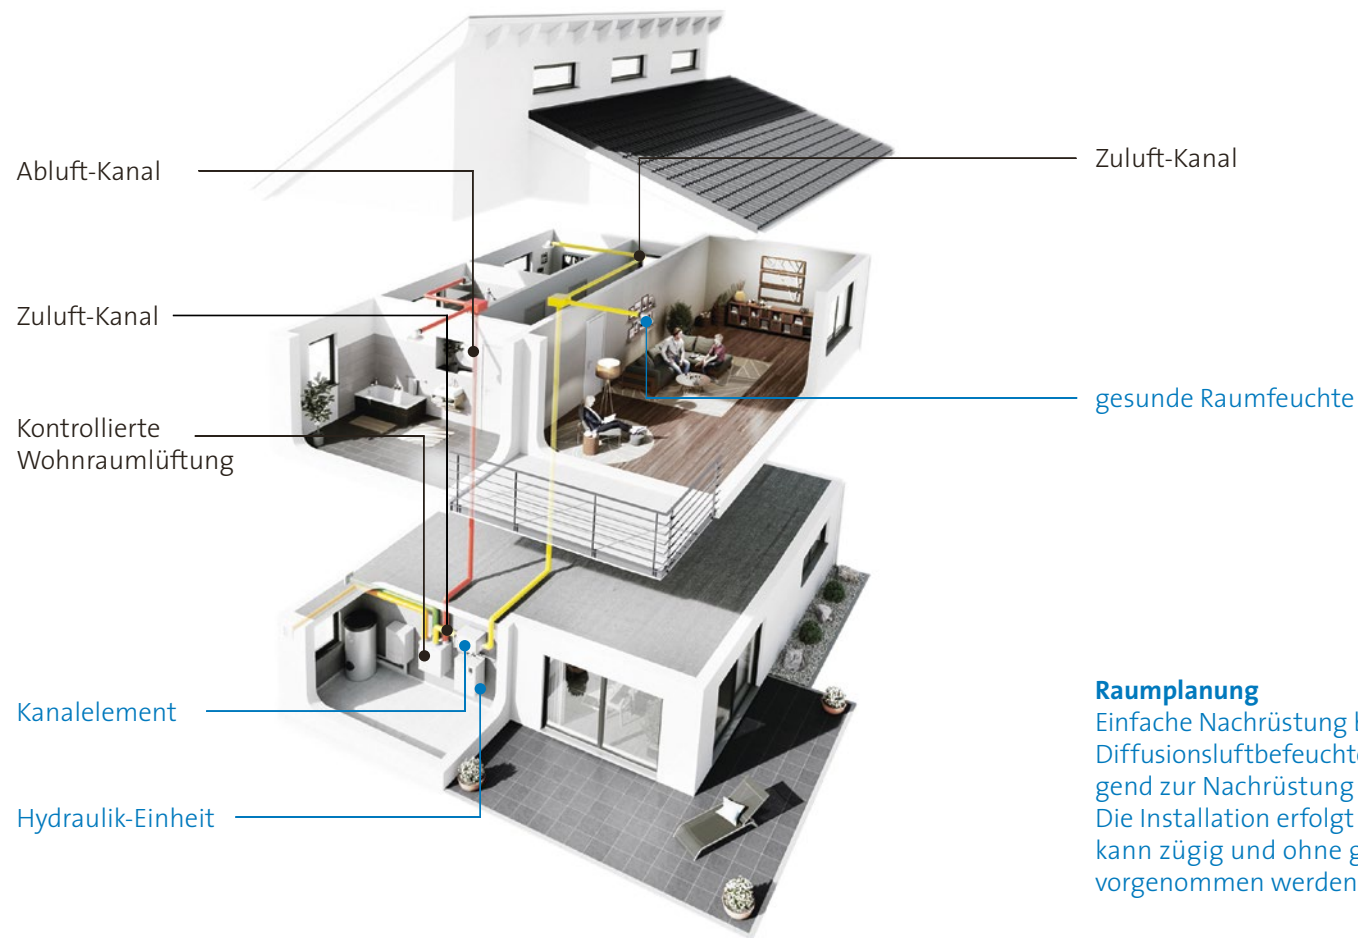 Abluft-Kanal
Zuluft-Kanal
Zuluft-Kanal
gesunde Raumfeuchte
Kontrollierte
Wohnraumlüftung
Kanalelement
Hydraulik-Einheit
Raumplanung
Einfache Nachrüstung
Diffusionsluftbefeuchte
gend zur Nachrüstung
Die Installation erfolgt
kann zügig und ohne
vorgenommen werden